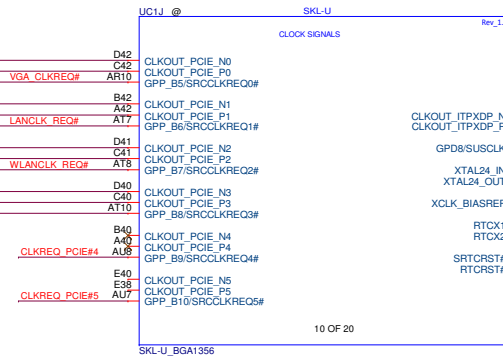 UC1J @ SKL-U
Rev_1.
CLOCK SIGNALS
D42 CLKOUT_PCIE_N0
C42 CLKOUT_PCIE_P0
VGA_CLKREQ# AR10 GPP_B5/SRCCLKREQ0#
B42 CLKOUT_PCIE_N1
A42 CLKOUT_PCIE_P1 CLKOUT_ITPXDP_N
LANCLK_REQ# AT7 GPP_B6/SRCCLKREQ1# CLKOUT_ITPXDP_P
D41 CLKOUT_PCIE_N2 GPD8/SUSCLK
C41 CLKOUT_PCIE_P2
WLANCLK_REQ# AT8 GPP_B7/SRCCLKREQ2# XTAL24_IN
XTAL24_OUT
D40 CLKOUT_PCIE_N3
C40 CLKOUT_PCIE_P3 XCLK_BIASREF
AT10 GPP_B8/SRCCLKREQ3#
RTCX1
B40 CLKOUT_PCIE_N4 RTCX2
A40 CLKOUT_PCIE_P4
CLKREQ_PCIE#4 AU8 GPP_B9/SRCCLKREQ4# SRTCRST#
RTCRST#
E40 CLKOUT_PCIE_N5
E38 CLKOUT_PCIE_P5
CLKREQ_PCIE#5 AU7 GPP_B10/SRCCLKREQ5#
10 OF 20
SKL-U_BGA1356